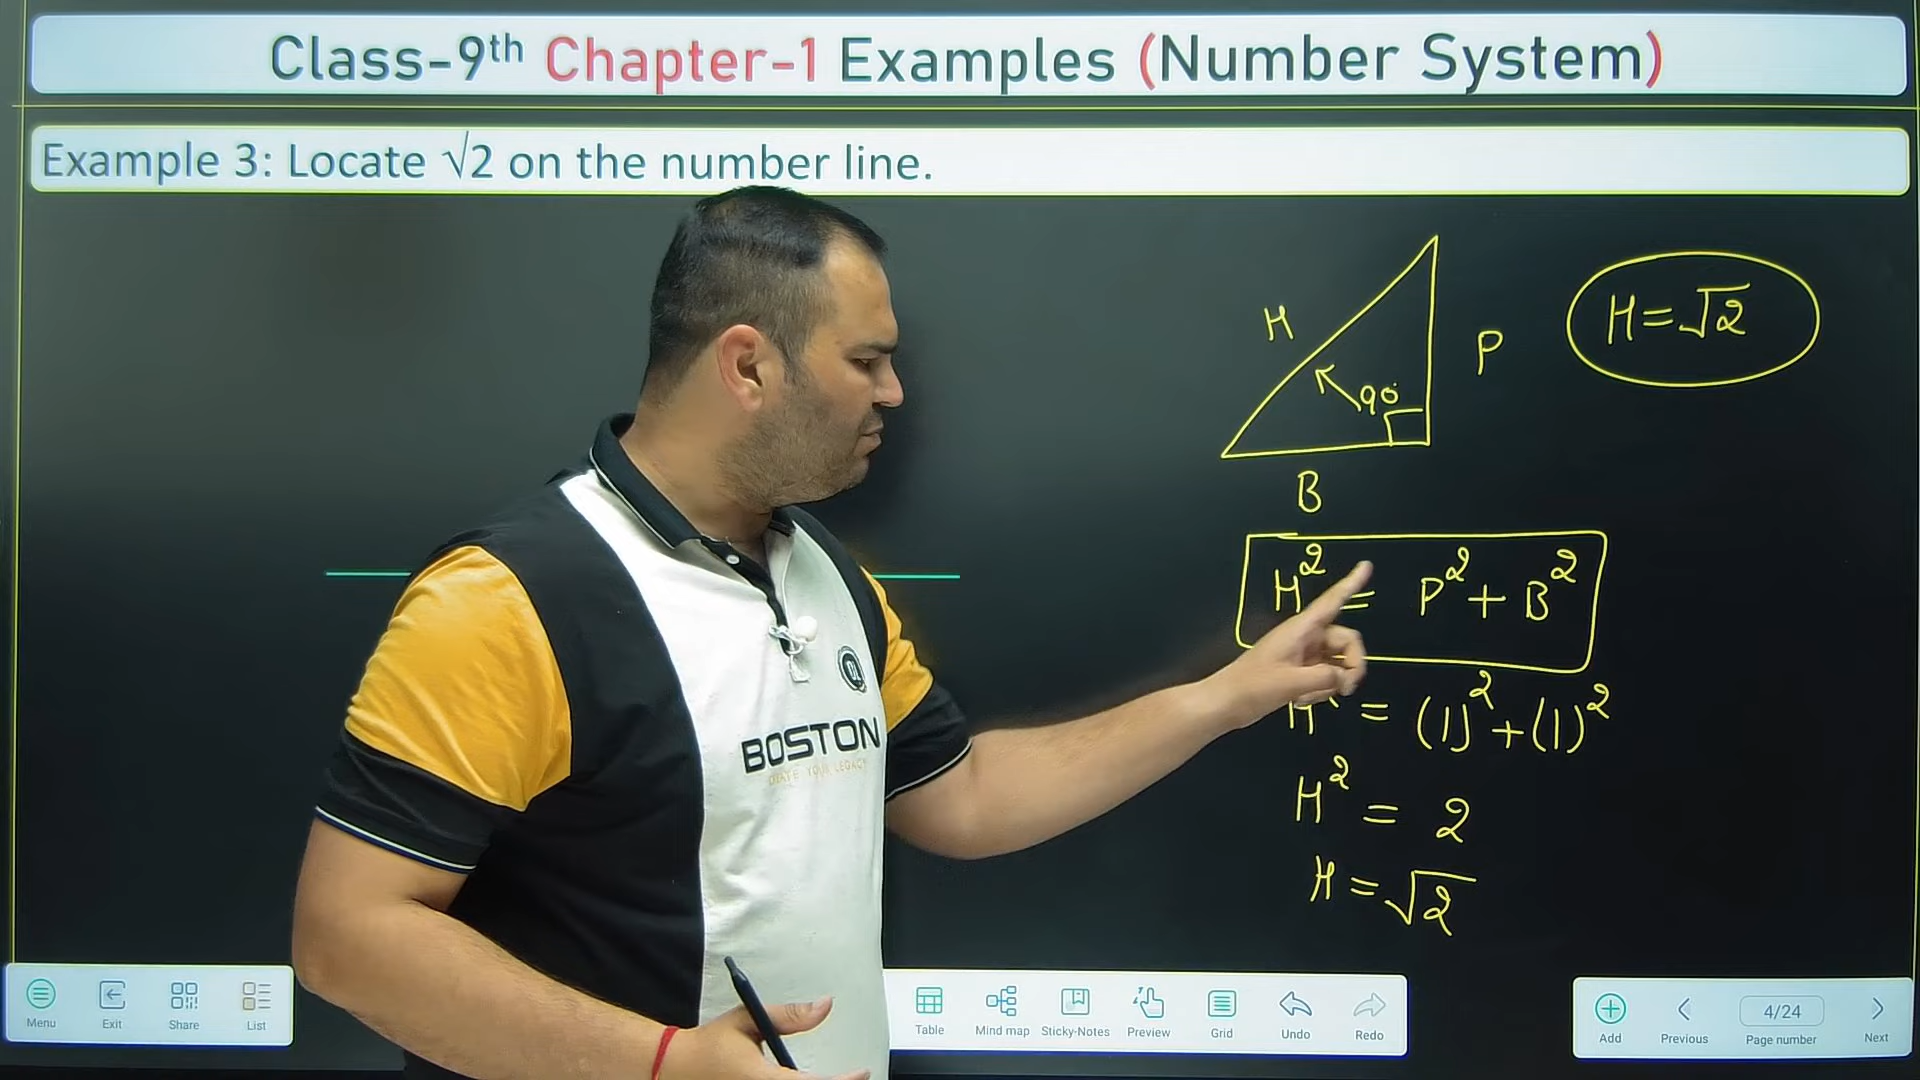 Class-9th Chapter-1 Examples (Number System)
Example 3: Locate √2 on the number line.
H
P
90°
B
H=√2
H² = P² + B²
H² = (1)² + (1)²
H² = 2
H = √2
BOSTON
Menu
Exit
Share
List
Table
Mind map
Sticky-Notes
Preview
Grid
Undo
Redo
Add
Previous
4/24
Page number
Next